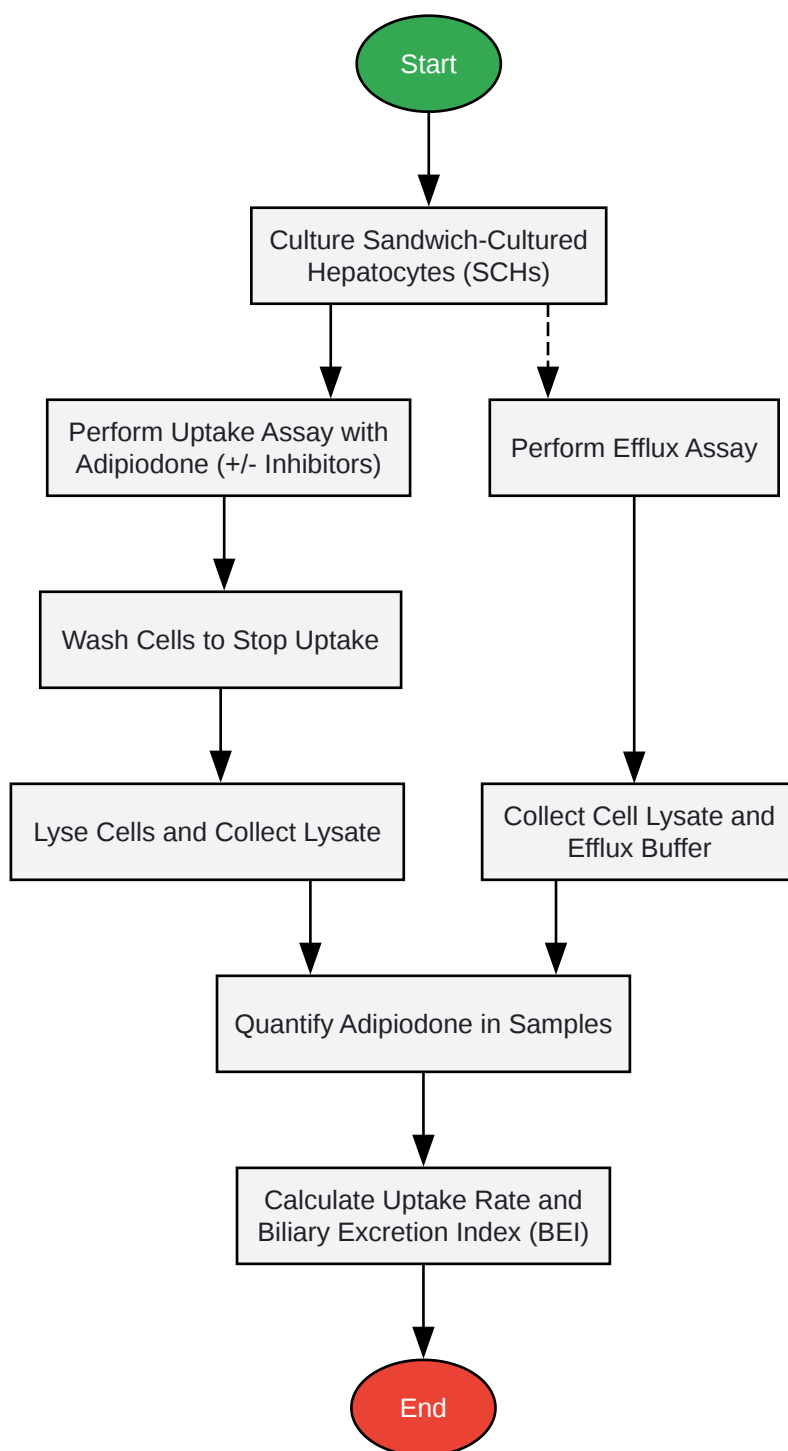 Start
Culture Sandwich-Cultured
Hepatocytes (SCHs)
Perform Uptake Assay with
Adipiodone (+/- Inhibitors)
Perform Efflux Assay
Wash Cells to Stop Uptake
Lyse Cells and Collect Lysate
Collect Cell Lysate and
Efflux Buffer
Quantify Adipiodone in Samples
Calculate Uptake Rate and
Biliary Excretion Index (BEI)
End